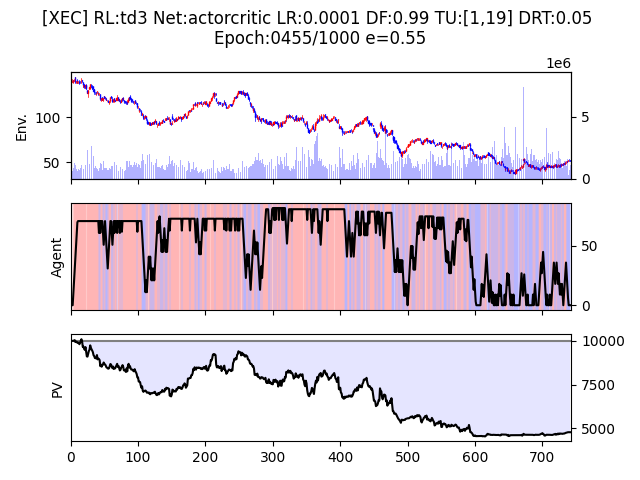 [XEC] RL:td3 Net:actorcritic LR:0.0001 DF:0.99 TU:[1,19] DRT:0.05
Epoch:0455/1000 e=0.55
1e6
Env.
100
50
5
0
Agent
50
0
PV
10000
7500
5000
0 100 200 300 400 500 600 700